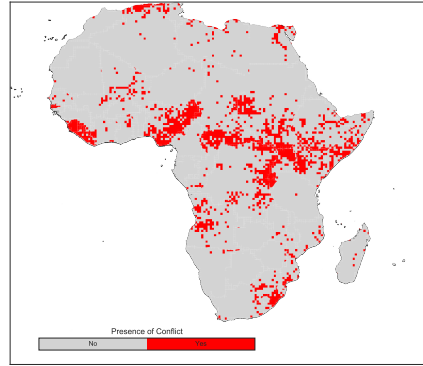 Presence of Conflict
No Yes